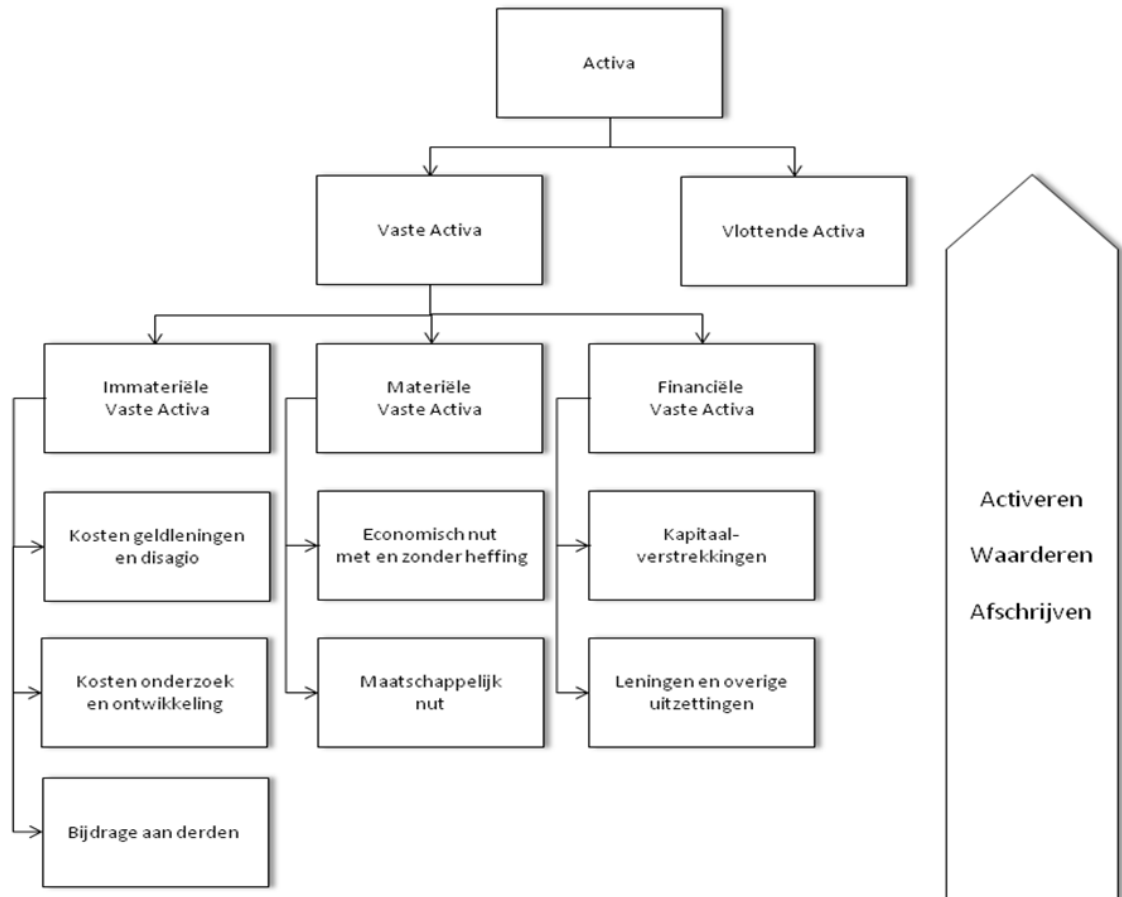 Activa
Vaste Activa
Vlottende Activa
Immateriële
Vaste Activa
Materiële
Vaste Activa
Financiële
Vaste Activa
Kosten geldleningen
en disagio
Economisch nut
met en zonder heffing
Kapitaal-
verstrekkingen
Kosten onderzoek
en ontwikkeling
Maatschappelijk
nut
Leningen en overige
uitzettingen
Bijdrage aan derden
Activeren
Waarderen
Afschrijven